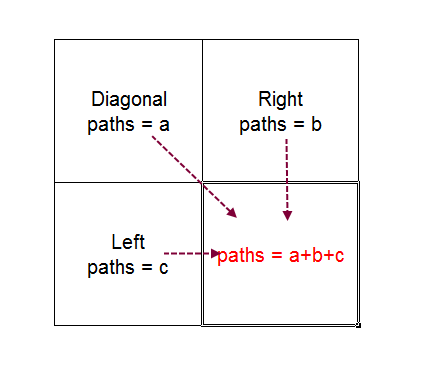 Diagonal
paths = a
Right
paths = b
Left
paths = c
paths = a+b+c